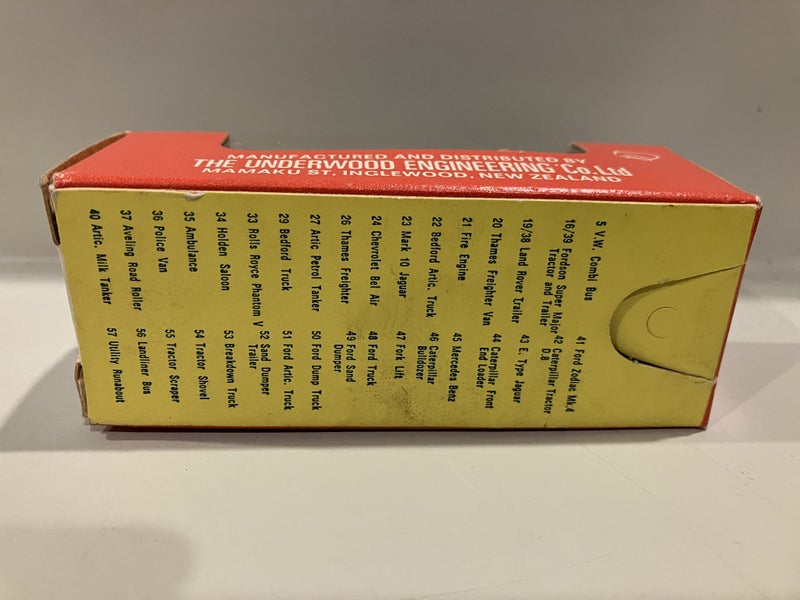 MANUFACTURED AND DISTRIBUTED BY
THE UNDERWOOD ENGINEERING Co. Ltd
MAMAKU ST. INGLEWOOD. NEW ZEALAND
5 V.W. Combi Bus
16/39 Fordson Super Major
Tractor and Trailer
19/38 Land Rover Trailer
20 Thames Freighter Van
21 Fire Engine
22 Bedford Artic. Truck
23 Mark 10 Jaguar
24 Chevrolet Bel Air
26 Thames Freighter
27 Artic Petrol Tanker
29 Bedford Truck
33 Rolls Royce Phantom V
34 Holden Saloon
35 Ambulance
36 Police Van
37 Aveling Road Roller
40 Artic. Milk Tanker
41 Ford Zodiac Mk.4
42 Caterpillar Tractor
D.8
43 E. Type Jaguar
44 Caterpillar Front
End Loader
45 Mercedes Benz
46 Caterpillar
Bulldozer
47 Fork Lift
48 Ford Truck
49 Ford Sand
Dumper
50 Ford Dump Truck
51 Ford Artic. Truck
52 Sand Dumper
Trailer
53 Breakdown Truck
54 Tractor Shovel
55 Tractor Scraper
56 Landliner Bus
57 Utility Runabout